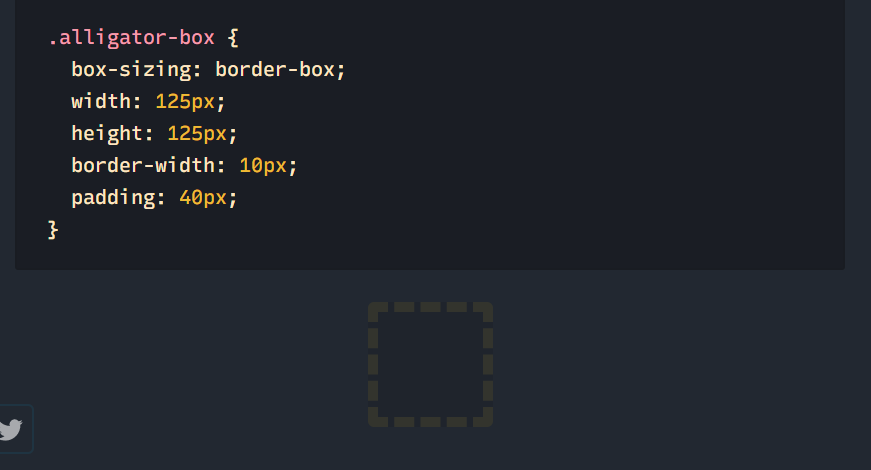 .alligator-box {
  box-sizing: border-box;
  width: 125px;
  height: 125px;
  border-width: 10px;
  padding: 40px;
}